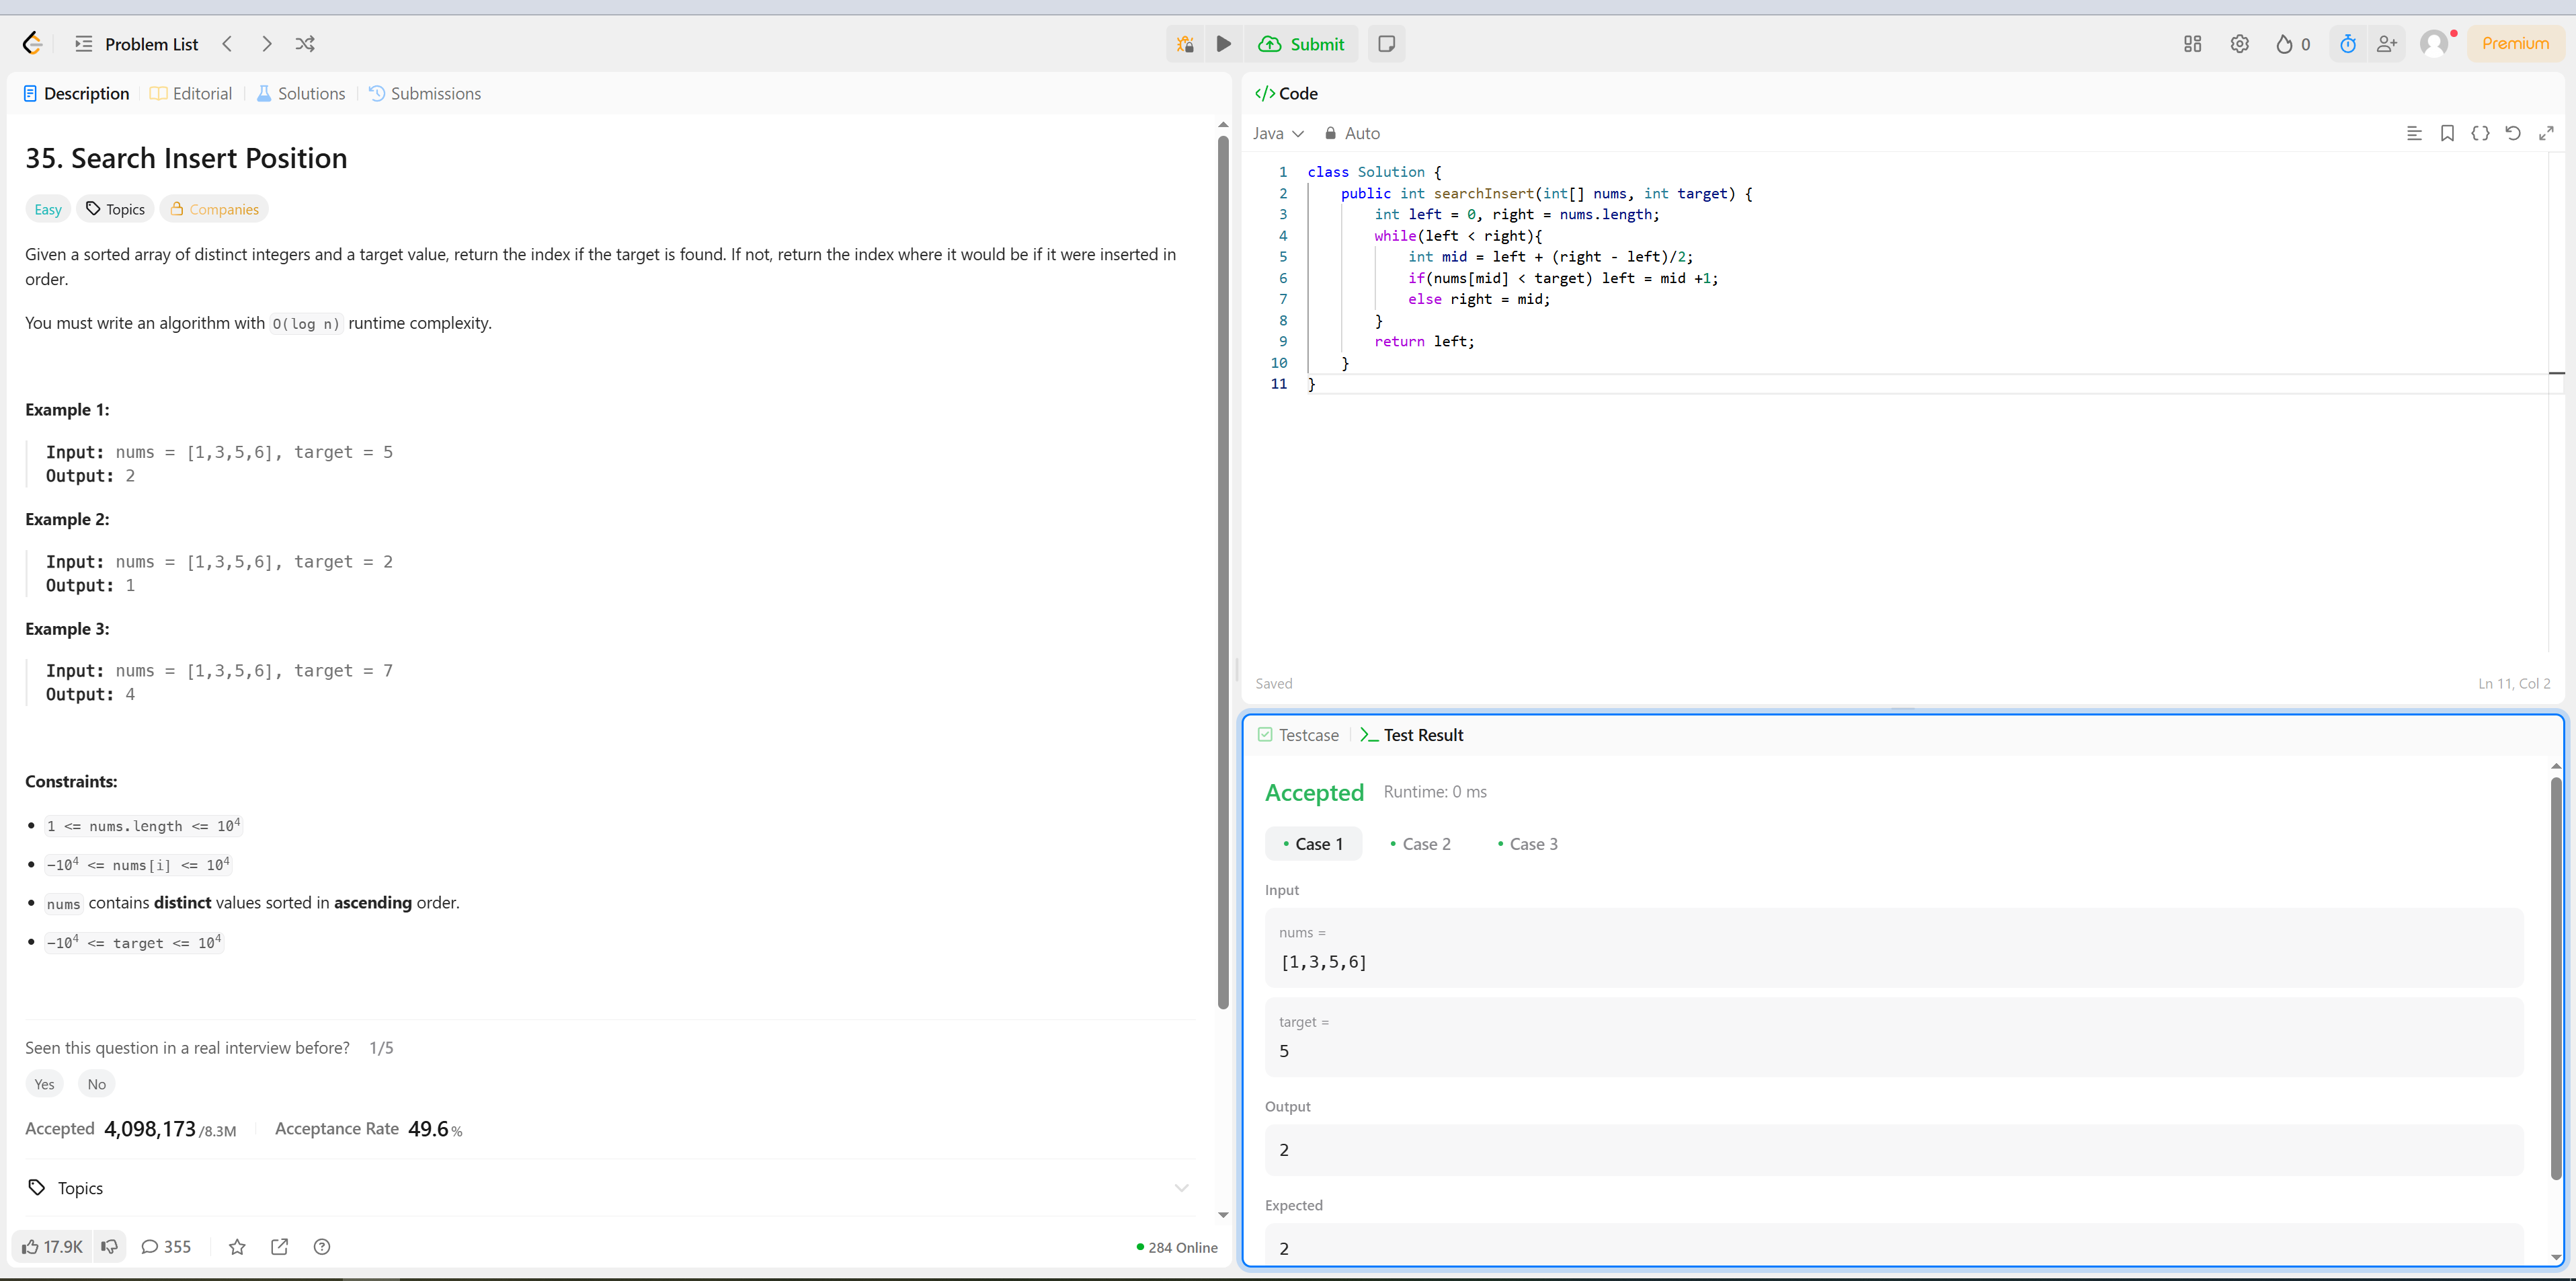 Problem List
Submit
0
Premium
Description
Editorial
Solutions
Submissions
35. Search Insert Position
Easy
Topics
Companies
Given a sorted array of distinct integers and a target value, return the index if the target is found. If not, return the index where it would be if it were inserted in
order.
You must write an algorithm with O(log n) runtime complexity.
Example 1:
Input: nums = [1,3,5,6], target = 5
Output: 2
Example 2:
Input: nums = [1,3,5,6], target = 2
Output: 1
Example 3:
Input: nums = [1,3,5,6], target = 7
Output: 4
Constraints:
• 1 <= nums.length <= 10⁴
• -10⁴ <= nums[i] <= 10⁴
• nums contains distinct values sorted in ascending order.
• -10⁴ <= target <= 10⁴
Seen this question in a real interview before? 1/5
Yes No
Accepted 4,098,173/8.3M Acceptance Rate 49.6%
Topics
17.9K 355 284 Online
</> Code
Java Auto
1 class Solution {
2     public int searchInsert(int[] nums, int target) {
3         int left = 0, right = nums.length;
4         while(left < right){
5             int mid = left + (right - left)/2;
6             if(nums[mid] < target) left = mid +1;
7             else right = mid;
8         }
9         return left;
10     }
11 }
Saved Ln 11, Col 2
Testcase >_ Test Result
Accepted Runtime: 0 ms
• Case 1 • Case 2 • Case 3
Input
nums =
[1,3,5,6]
target =
5
Output
2
Expected
2